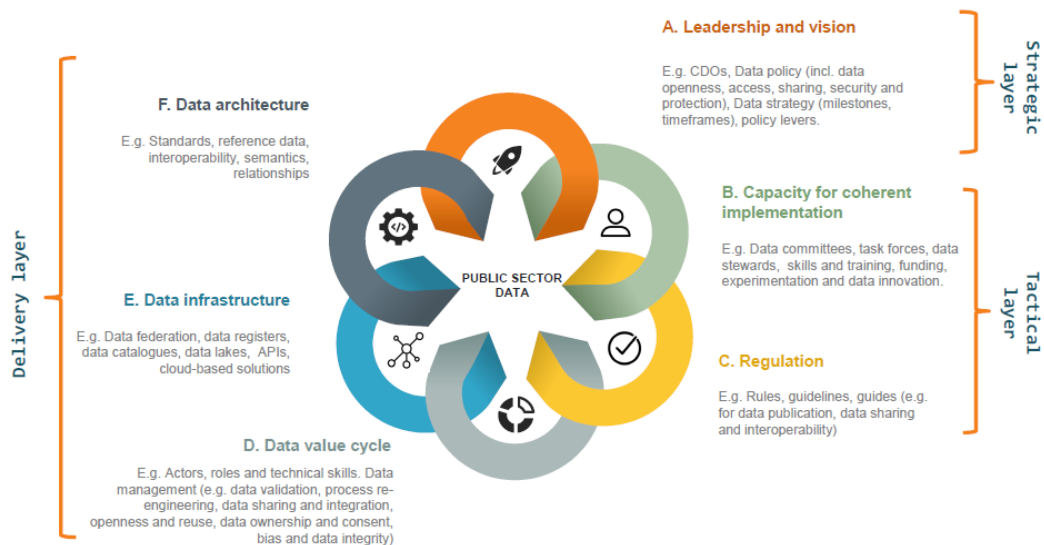 A. Leadership and vision
E.g. CDOs, Data policy (incl. data
openness, access, sharing, security and
protection), Data strategy (milestones,
timeframes), policy levers.
Strategic
layer
B. Capacity for coherent
implementation
E.g. Data committees, task forces, data
stewards, skills and training, funding,
experimentation and data innovation.
C. Regulation
E.g. Rules, guidelines, guides (e.g.
for data publication, data sharing
and interoperability)
Tactical
layer
PUBLIC SECTOR
DATA
F. Data architecture
E.g. Standards, reference data,
interoperability, semantics,
relationships
E. Data infrastructure
E.g. Data federation, data registers,
data catalogues, data lakes, APIs,
cloud-based solutions
D. Data value cycle
E.g. Actors, roles and technical skills. Data
management (e.g. data validation, process re-
engineering, data sharing and integration,
openness and reuse, data ownership and consent,
bias and data integrity)
Delivery layer